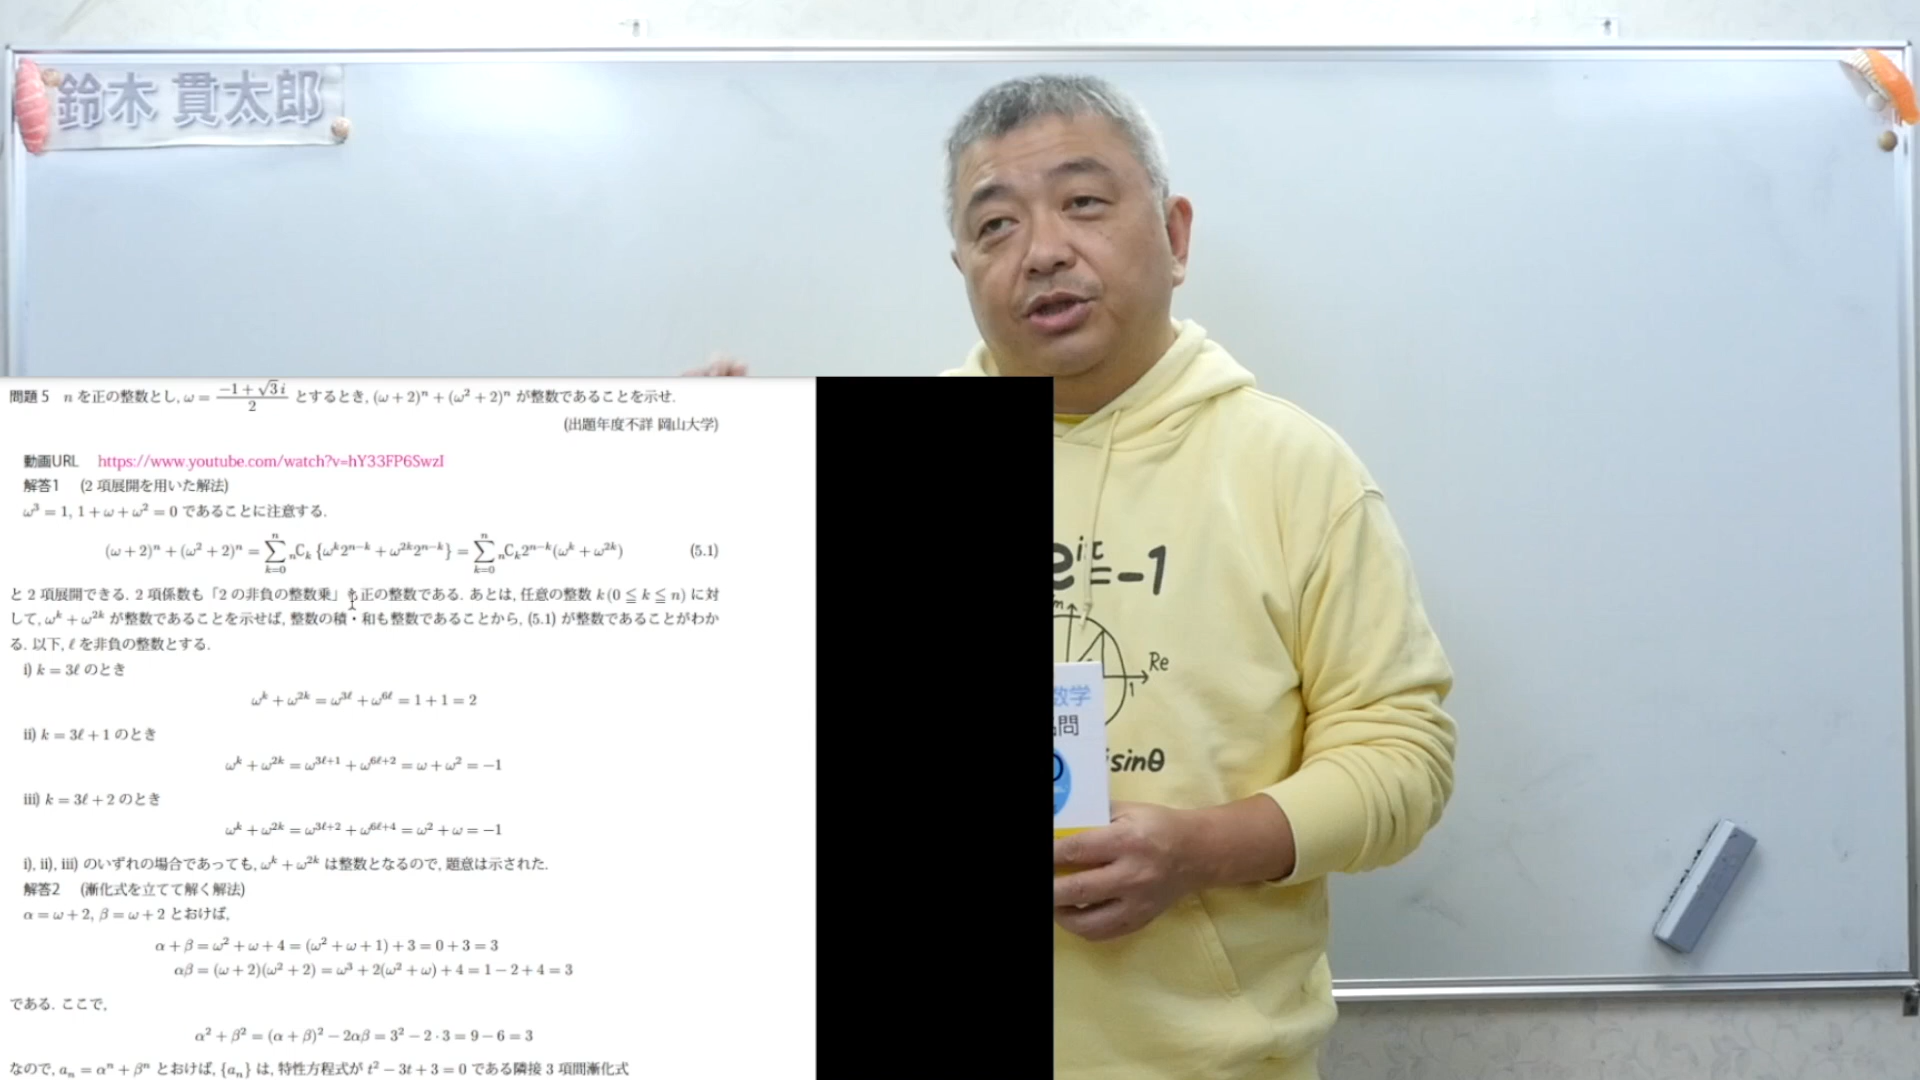 鈴木 貫太郎
問題 5 n を正の整数とし, ω = \frac{-1+\sqrt{3}i}{2} とするとき, (ω + 2)^n + (ω^2 + 2)^n が整数であることを示せ.
(出題年度不詳 岡山大学)
動画URL https://www.youtube.com/watch?v=hY33FP6SwzI
解答1 (2 項展開を用いた解法)
ω^3 = 1, 1 + ω + ω^2 = 0 であることに注意する.
(ω + 2)^n + (ω^2 + 2)^n = \sum_{k=0}^{n} {}_nC_k {ω^k 2^{n-k} + ω^{2k} 2^{n-k}} = \sum_{k=0}^{n} {}_nC_k 2^{n-k}(ω^k + ω^{2k}) (5.1)
と 2 項展開できる. 2 項係数も「2 の非負の整数乗」も正の整数である. あとは, 任意の整数 k (0 ≦ k ≦ n) に対
して, ω^k + ω^{2k} が整数であることを示せば, 整数の積・和も整数であることから, (5.1) が整数であることがわか
る. 以下, ℓ を非負の整数とする.
i) k = 3ℓ のとき
ω^k + ω^{2k} = ω^{3ℓ} + ω^{6ℓ} = 1 + 1 = 2
ii) k = 3ℓ + 1 のとき
ω^k + ω^{2k} = ω^{3ℓ+1} + ω^{6ℓ+2} = ω + ω^2 = −1
iii) k = 3ℓ + 2 のとき
ω^k + ω^{2k} = ω^{3ℓ+2} + ω^{6ℓ+4} = ω^2 + ω = −1
i), ii), iii) のいずれの場合であっても, ω^k + ω^{2k} は整数となるので, 題意は示された.
解答2 (漸化式を立てて解く解法)
α = ω + 2, β = ω + 2 とおけば,
α + β = ω^2 + ω + 4 = (ω^2 + ω + 1) + 3 = 0 + 3 = 3
αβ = (ω + 2)(ω^2 + 2) = ω^3 + 2(ω^2 + ω) + 4 = 1 − 2 + 4 = 3
である. ここで,
α^2 + β^2 = (α + β)^2 − 2αβ = 3^2 − 2 · 3 = 9 − 6 = 3
なので, a_n = α^n + β^n とおけば, {a_n} は, 特性方程式が t^2 − 3t + 3 = 0 である隣接 3 項間漸化式
e^{iπ}=-1
Re
1
isinθ
数学
問